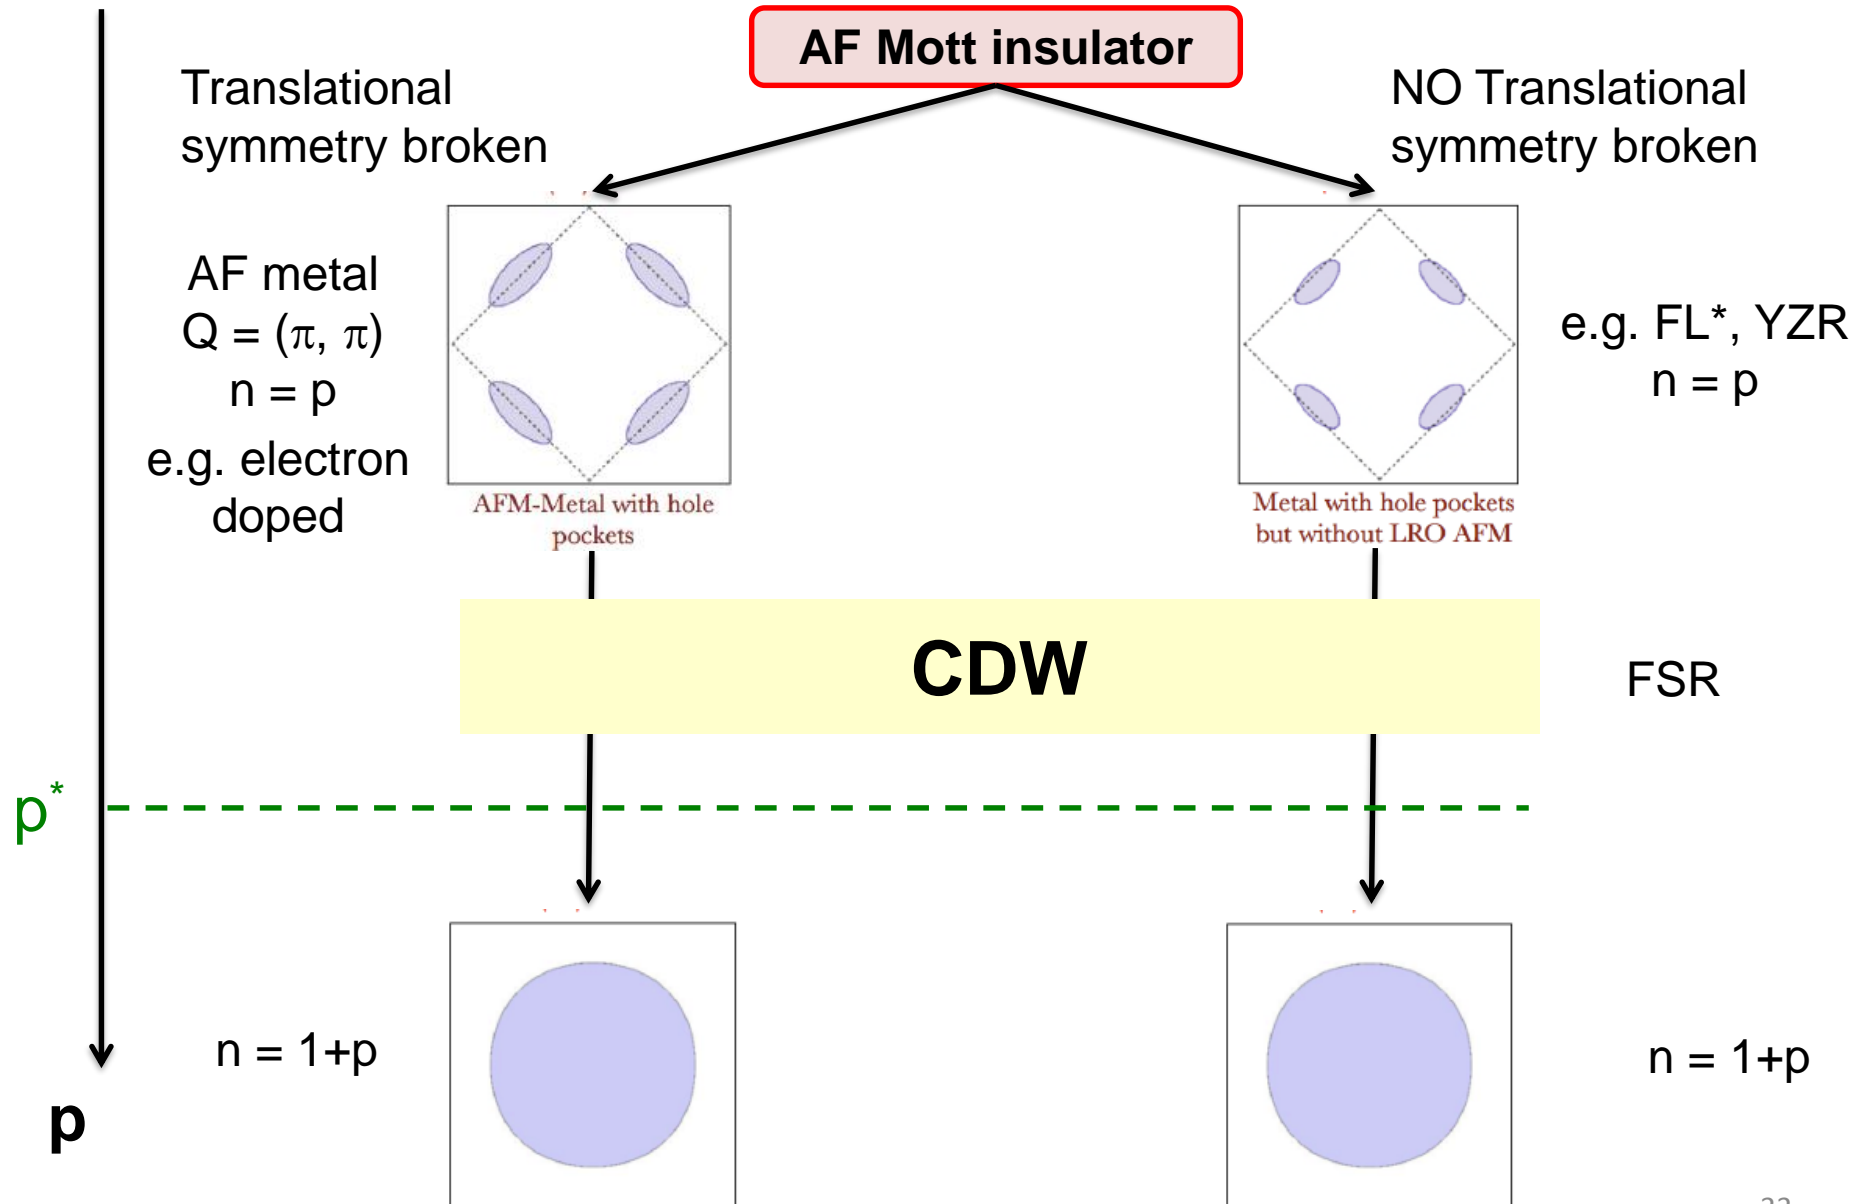 AF Mott insulator
Translational
symmetry broken
NO Translational
symmetry broken
AF metal
Q = (π, π)
n = p
e.g. electron
doped
AFM-Metal with hole
pockets
Metal with hole pockets
but without LRO AFM
e.g. FL*, YZR
n = p
CDW
FSR
p*
n = 1+p
n = 1+p
p